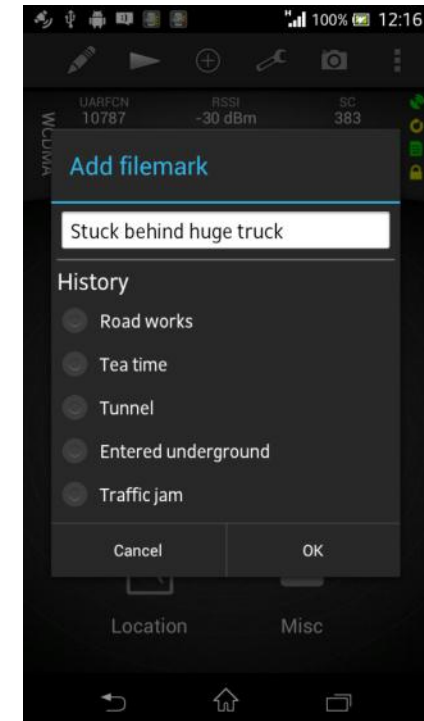 100% 12:16
UARFCN RSSI SC
10787 -30 dBm 383
WCDMA
Add filemark
Stuck behind huge truck
History
Road works
Tea time
Tunnel
Entered underground
Traffic jam
Cancel OK
Location Misc